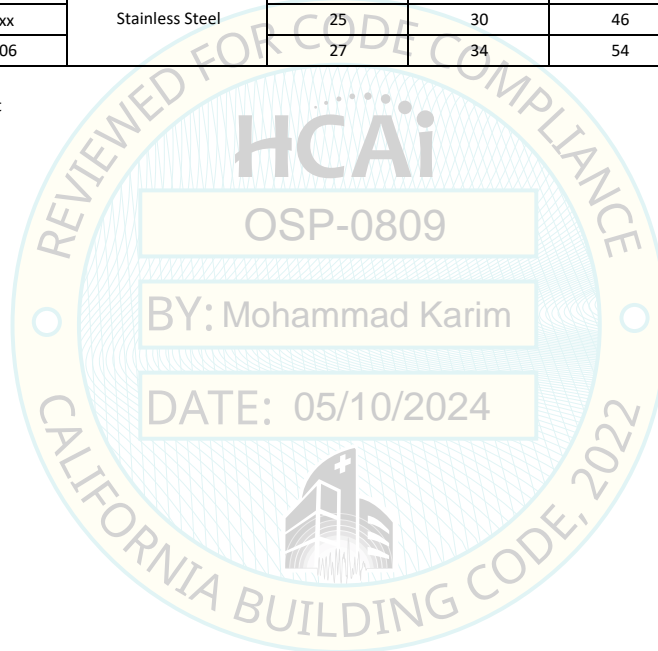 xx Stainless Steel 25 30 46
06 27 34 54
REVIEWED FOR CODE COMPLIANCE
HCAi
OSP-0809
BY: Mohammad Karim
DATE: 05/10/2024
CALIFORNIA BUILDING CODE, 2022